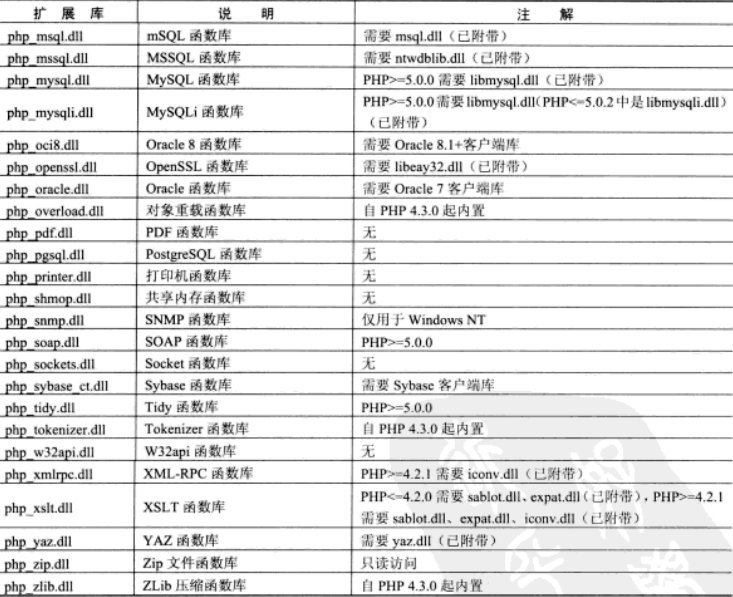 扩 展 库 说 明 注 解
php_msql.dll mSQL 函数库 需要 msql.dll（已附带）
php_mssql.dll MSSQL 函数库 需要 ntwdblib.dll（已附带）
php_mysql.dll MySQL 函数库 PHP>=5.0.0 需要 libmysql.dll（已附带）
php_mysqli.dll MySQLi 函数库 PHP>=5.0.0 需要 libmysql.dll（PHP<=5.0.2 中是 libmysqli.dll）
（已附带）
php_oci8.dll Oracle 8 函数库 需要 Oracle 8.1+客户端库
php_openssl.dll OpenSSL 函数库 需要 libeay32.dll（已附带）
php_oracle.dll Oracle 函数库 需要 Oracle 7 客户端库
php_overload.dll 对象重载函数库 自 PHP 4.3.0 起内置
php_pdf.dll PDF 函数库 无
php_pgsql.dll PostgreSQL 函数库 无
php_printer.dll 打印机函数库 无
php_shmop.dll 共享内存函数库 无
php_snmp.dll SNMP 函数库 仅用于 Windows NT
php_soap.dll SOAP 函数库 PHP>=5.0.0
php_sockets.dll Socket 函数库 无
php_sybase_ct.dll Sybase 函数库 需要 Sybase 客户端库
php_tidy.dll Tidy 函数库 PHP>=5.0.0
php_tokenizer.dll Tokenizer 函数库 自 PHP 4.3.0 起内置
php_w32api.dll W32api 函数库 无
php_xmlrpc.dll XML-RPC 函数库 PHP>=4.2.1 需要 iconv.dll（已附带）
php_xslt.dll XSLT 函数库 PHP<=4.2.0 需要 sablot.dll、expat.dll（已附带），PHP>=4.2.1
需要 sablot.dll、expat.dll、iconv.dll（已附带）
php_yaz.dll YAZ 函数库 需要 yaz.dll（已附带）
php_zip.dll Zip 文件函数库 只读访问
php_zlib.dll ZLib 压缩函数库 自 PHP 4.3.0 起内置